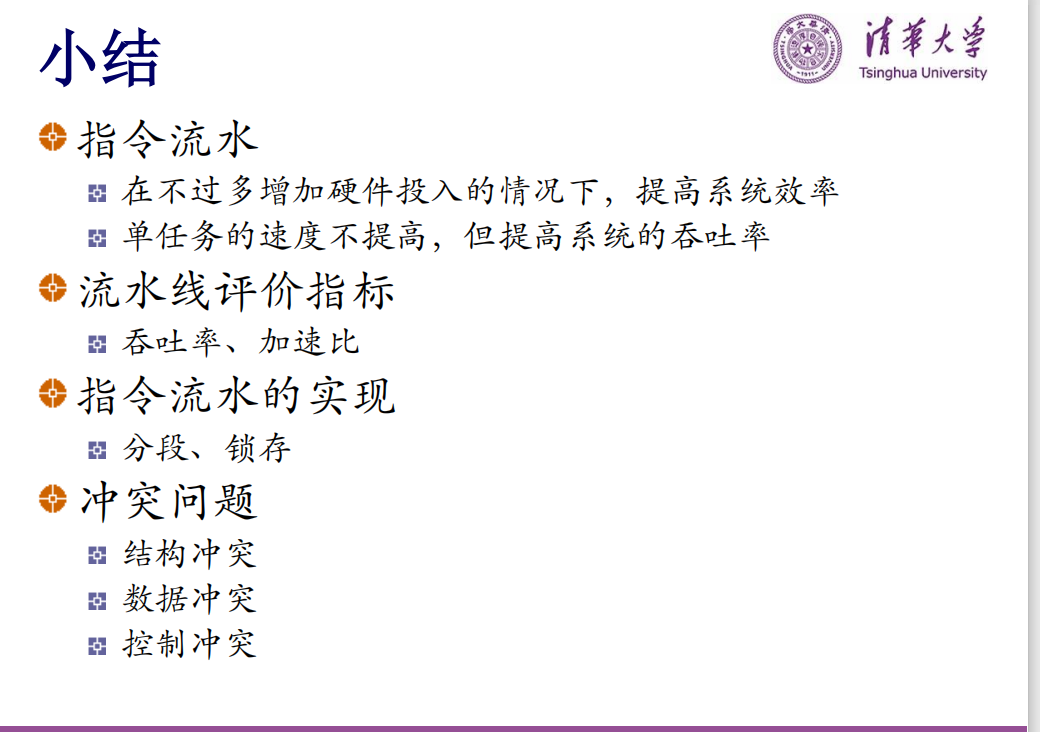 小结
清华大学
Tsinghua University
指令流水
在不过多增加硬件投入的情况下，提高系统效率
单任务的速度不提高，但提高系统的吞吐率
流水线评价指标
吞吐率、加速比
指令流水的实现
分段、锁存
冲突问题
结构冲突
数据冲突
控制冲突